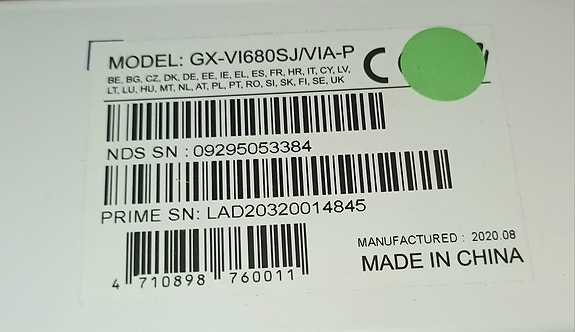 MODEL: GX-VI680SJ/VIA-P
BE, BG, CZ, DK, DE, EE, IE, EL, ES, FR, HR, IT, CY, LV,
LT, LU, HU, MT, NL, AT, PL, PT, RO, SI, SK, FI, SE, UK
NDS SN : 09295053384
PRIME SN: LAD20320014845
MANUFACTURED : 2020.08
MADE IN CHINA
4 710898 760011